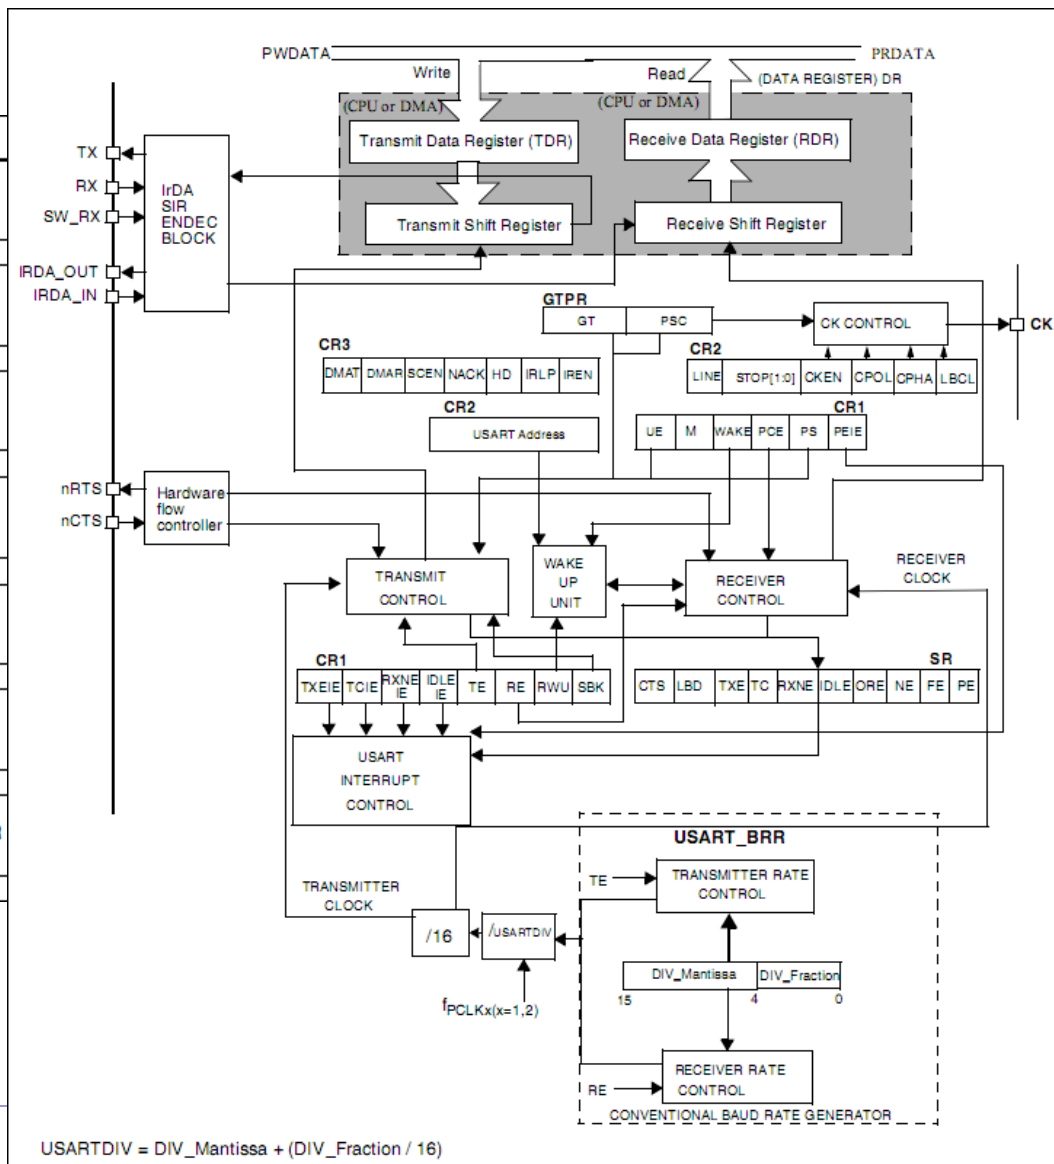 PWDATA
PRDATA
Write
Read
(DATA REGISTER) DR
(CPU or DMA)
(CPU or DMA)
Transmit Data Register (TDR)
Receive Data Register (RDR)
TX
RX
SW_RX
IrDA
SIR
ENDEC
BLOCK
Transmit Shift Register
Receive Shift Register
IRDA_OUT
IRDA_IN
GTPR
GT
PSC
CK CONTROL
CK
CR3
DMAT
DMAR
SCEN
NACK
HD
IRLP
IREN
CR2
LINE
STOP[1:0]
CKEN
CPOL
CPHA
LBCL
CR2
USART Address
CR1
UE
M
WAKE
PCE
PS
PEIE
nRTS
nCTS
Hardware
flow
controller
TRANSMIT
CONTROL
WAKE
UP
UNIT
RECEIVER
CONTROL
RECEIVER
CLOCK
CR1
TXEIE
TCIE
RXNE
IE
IDLE
IE
TE
RE
RWU
SBK
SR
CTS
LBD
TXE
TC
RXNE
IDLE
ORE
NE
FE
PE
USART
INTERRUPT
CONTROL
USART_BRR
TRANSMITTER
CLOCK
TE
TRANSMITTER RATE
CONTROL
/16
/USARTDIV
DIV_Mantissa
DIV_Fraction
15
4
0
fPCLKx(x=1,2)
RECEIVER RATE
CONTROL
RE
CONVENTIONAL BAUD RATE GENERATOR
USARTDIV = DIV_Mantissa + (DIV_Fraction / 16)